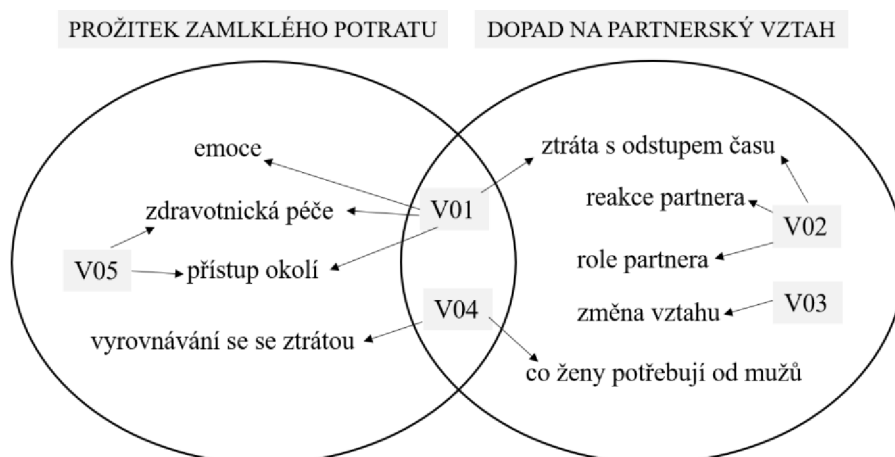 PROŽITEK ZAMLKLÉHO POTRATU
DOPAD NA PARTNERSKÝ VZTAH
emoce
zdravotnická péče
V05
přístup okolí
vyrovnávání se se ztrátou
V01
V04
ztráta s odstupem času
reakce partnera
V02
role partnera
změna vztahu
V03
co ženy potřebují od mužů